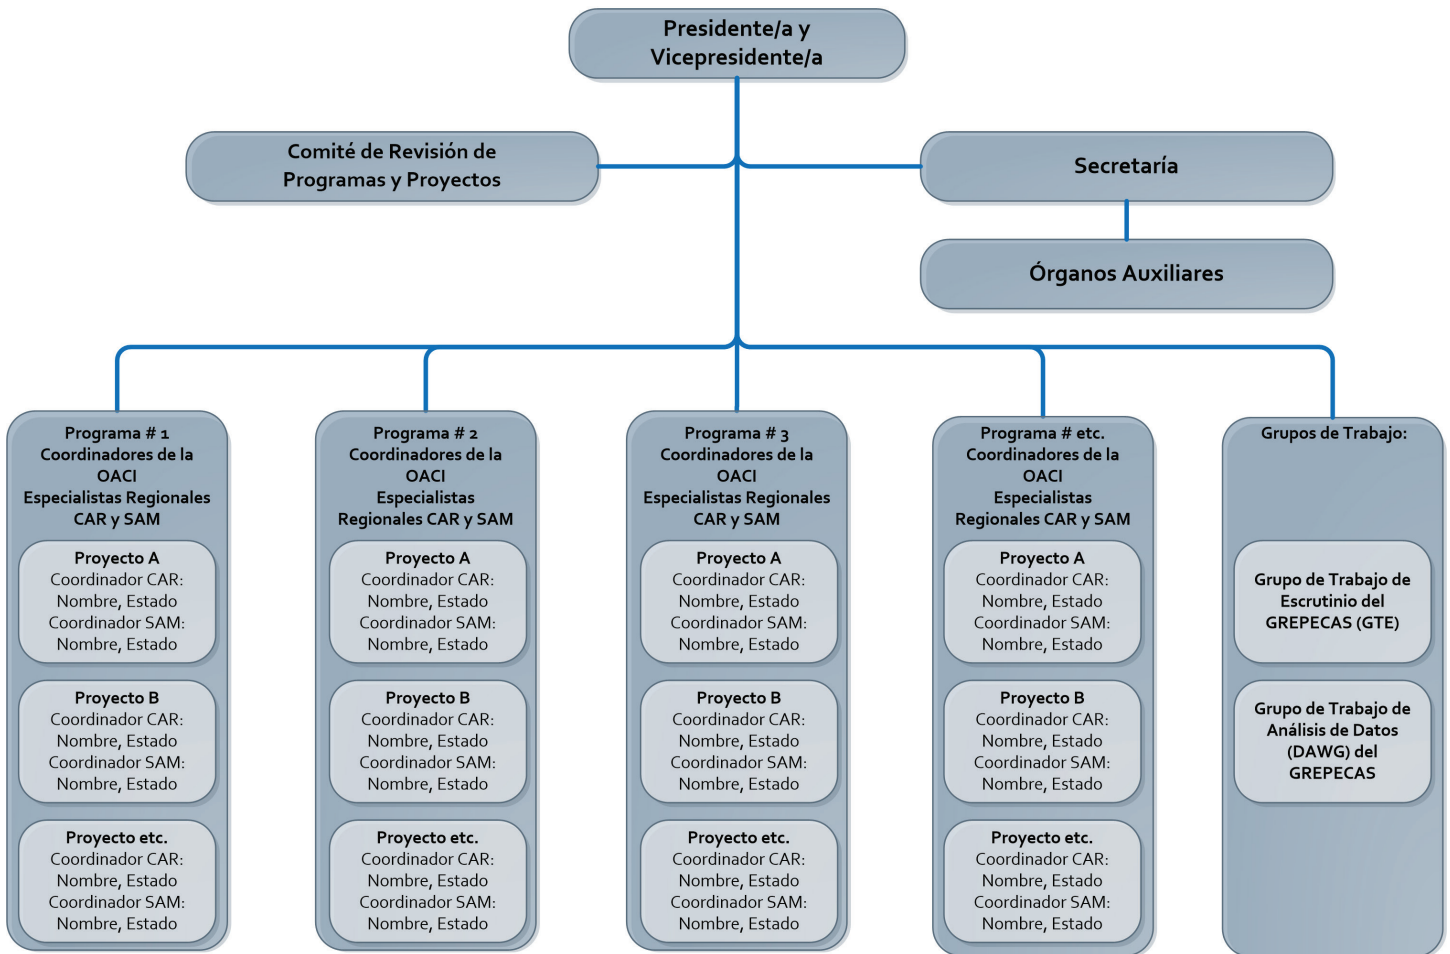 Presidente/a y
Vicepresidente/a
Comité de Revisión de
Programas y Proyectos
Secretaría
Órganos Auxiliares
Programa # 1
Coordinadores de la
OACI
Especialistas Regionales
CAR y SAM
Proyecto A
Coordinador CAR:
Nombre, Estado
Coordinador SAM:
Nombre, Estado
Proyecto B
Coordinador CAR:
Nombre, Estado
Coordinador SAM:
Nombre, Estado
Proyecto etc.
Coordinador CAR:
Nombre, Estado
Coordinador SAM:
Nombre, Estado
Programa # 2
Coordinadores de la
OACI
Especialistas
Regionales CAR y SAM
Proyecto A
Coordinador CAR:
Nombre, Estado
Coordinador SAM:
Nombre, Estado
Proyecto B
Coordinador CAR:
Nombre, Estado
Coordinador SAM:
Nombre, Estado
Proyecto etc.
Coordinador CAR:
Nombre, Estado
Coordinador SAM:
Nombre, Estado
Programa # 3
Coordinadores de la
OACI
Especialistas Regionales
CAR y SAM
Proyecto A
Coordinador CAR:
Nombre, Estado
Coordinador SAM:
Nombre, Estado
Proyecto B
Coordinador CAR:
Nombre, Estado
Coordinador SAM:
Nombre, Estado
Proyecto etc.
Coordinador CAR:
Nombre, Estado
Coordinador SAM:
Nombre, Estado
Programa # etc.
Coordinadores de la
OACI
Especialistas
Regionales CAR y SAM
Proyecto A
Coordinador CAR:
Nombre, Estado
Coordinador SAM:
Nombre, Estado
Proyecto B
Coordinador CAR:
Nombre, Estado
Coordinador SAM:
Nombre, Estado
Proyecto etc.
Coordinador CAR:
Nombre, Estado
Coordinador SAM:
Nombre, Estado
Grupos de Trabajo:
Grupo de Trabajo de
Escrutinio del
GREPECAS (GTE)
Grupo de Trabajo de
Análisis de Datos
(DAWG) del
GREPECAS